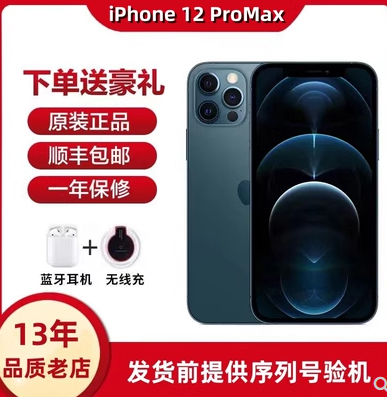 iPhone 12 ProMax
下单送豪礼
原装正品
顺丰包邮
一年保修
蓝牙耳机
+
无线充
13年
品质老店
发货前提供序列号验机